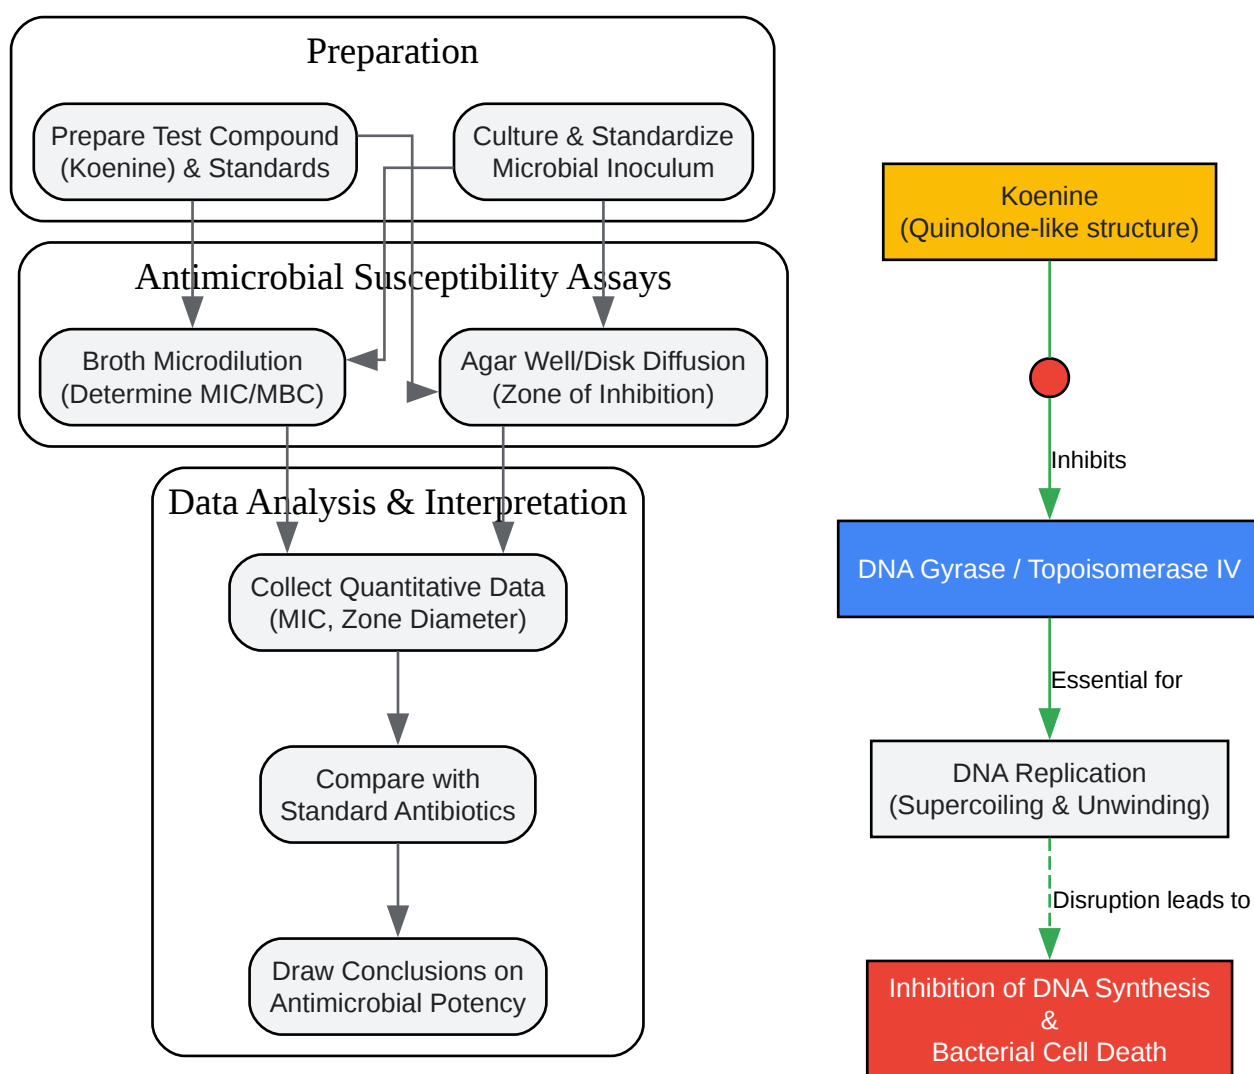 Preparation
Prepare Test Compound
(Koenine) & Standards
Culture & Standardize
Microbial Inoculum
Antimicrobial Susceptibility Assays
Broth Microdilution
(Determine MIC/MBC)
Agar Well/Disk Diffusion
(Zone of Inhibition)
Data Analysis & Interpretation
Collect Quantitative Data
(MIC, Zone Diameter)
Compare with
Standard Antibiotics
Draw Conclusions on
Antimicrobial Potency
Koenine
(Quinolone-like structure)
Inhibits
DNA Gyrase / Topoisomerase IV
Essential for
DNA Replication
(Supercoiling & Unwinding)
Disruption leads to
Inhibition of DNA Synthesis
&
Bacterial Cell Death